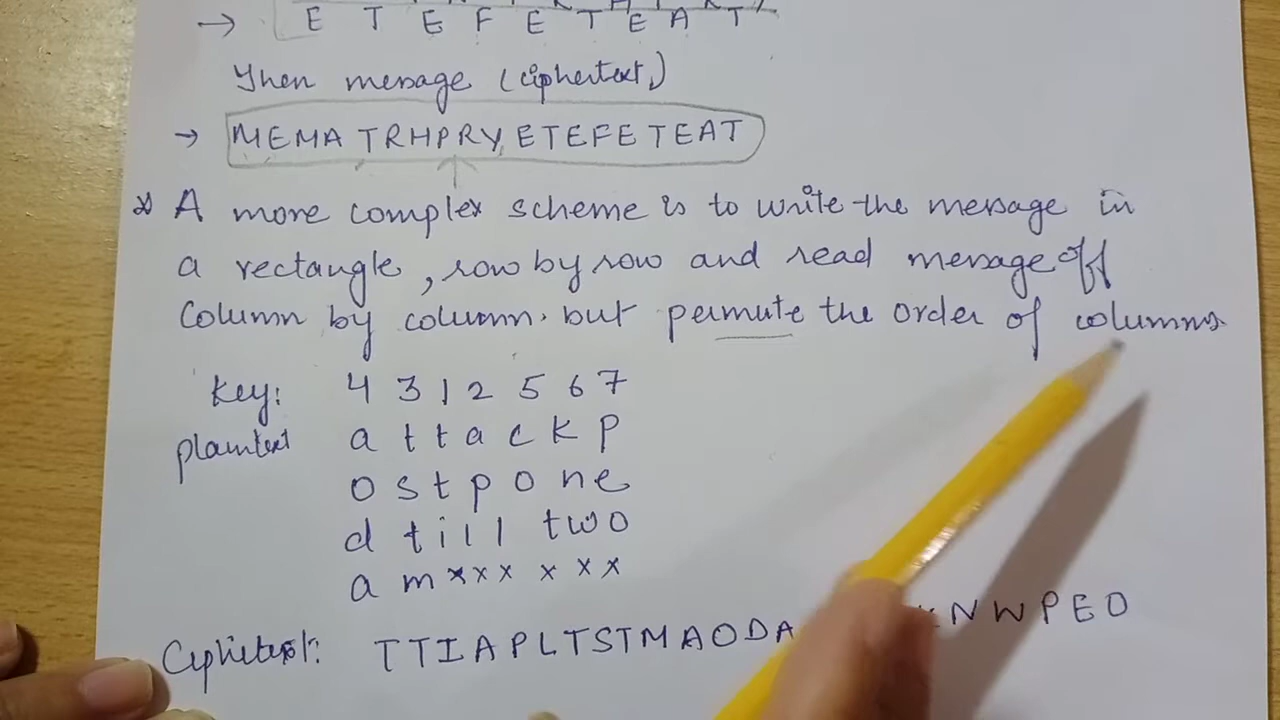 → E T E F E T E A T
Then message (ciphertext,)
→ MEMATRHPRYETEFETEAT
A more complex scheme is to write the message in
a rectangle, row by row and read message off
column by column. but permute the order of columns
Key: 4 3 1 2 5 6 7
plaintext a t t a c k p
o s t p o n e
d t i l l t w o
a m x x x x x x
Ciphetext: TTIAPLTSTMAODA NWPEO